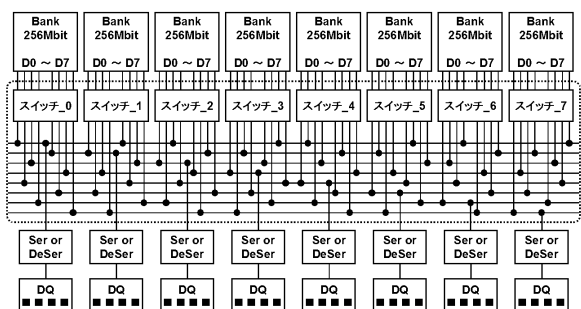 Bank Bank Bank Bank Bank Bank Bank Bank
256Mbit 256Mbit 256Mbit 256Mbit 256Mbit 256Mbit 256Mbit 256Mbit
D0 ～ D7 D0 ～ D7 D0 ～ D7 D0 ～ D7 D0 ～ D7 D0 ～ D7 D0 ～ D7 D0 ～ D7
スイッチ_0 スイッチ_1 スイッチ_2 スイッチ_3 スイッチ_4 スイッチ_5 スイッチ_6 スイッチ_7
Ser or Ser or Ser or Ser or Ser or Ser or Ser or Ser or
DeSer DeSer DeSer DeSer DeSer DeSer DeSer DeSer
DQ DQ DQ DQ DQ DQ DQ DQ